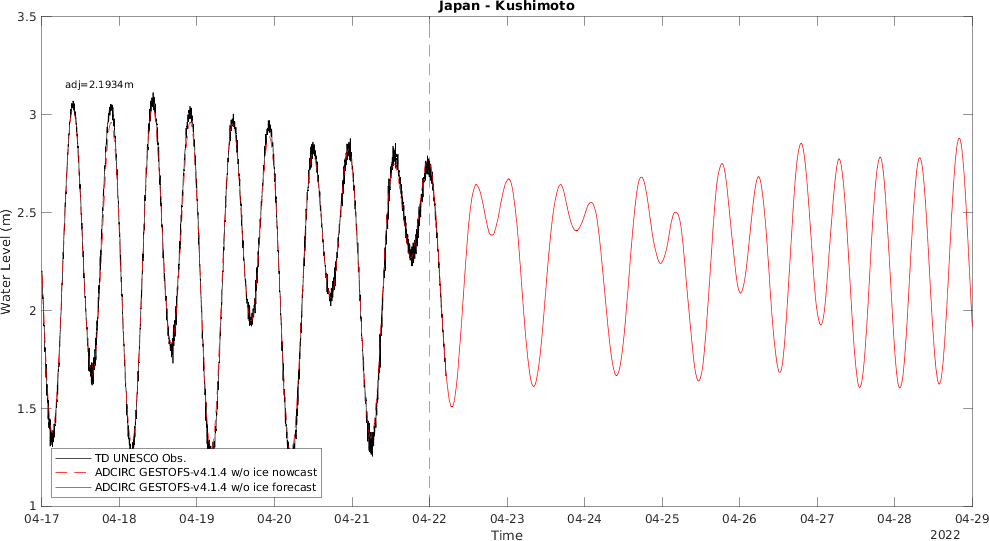 Japan - Kushimoto
3.5
3
2.5
2
1.5
1
Water Level (m)
adj=2.1934m
TD UNESCO Obs.
ADCIRC GESTOFS-v4.1.4 w/o ice nowcast
ADCIRC GESTOFS-v4.1.4 w/o ice forecast
04-17 04-18 04-19 04-20 04-21 04-22 04-23 04-24 04-25 04-26 04-27 04-28 04-29
Time
2022